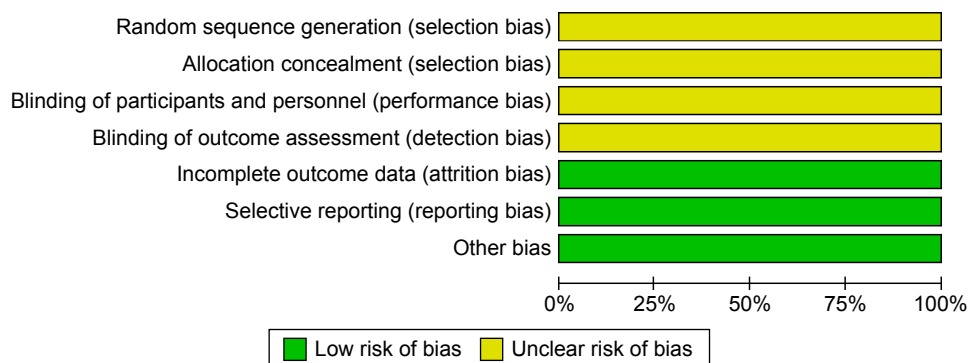 Random sequence generation (selection bias)
Allocation concealment (selection bias)
Blinding of participants and personnel (performance bias)
Blinding of outcome assessment (detection bias)
Incomplete outcome data (attrition bias)
Selective reporting (reporting bias)
Other bias
0% 25% 50% 75% 100%
Low risk of bias Unclear risk of bias